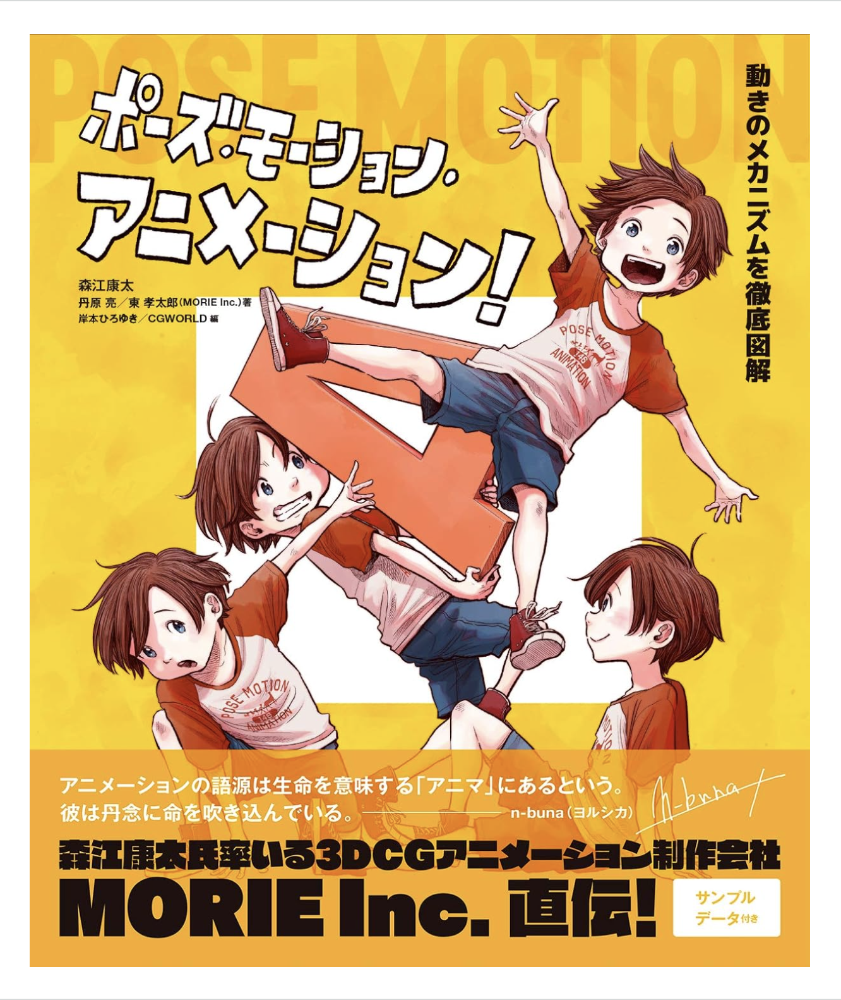 POSE MOTION
ポーズ・モーション・
アニメーション!
動きのメカニズムを徹底図解
森江康太
丹原 亮／東 孝太郎(MORIE Inc.)著
岸本ひろゆき／CGWORLD 編
POSE MOTION
146
ANIMATION
POSE MOTION
146
ANIMATION
MOTION
アニメーションの語源は生命を意味する「アニマ」にあるという。
彼は丹念に命を吹き込んでいる。 n-buna(ヨルシカ)
n-buna
森江康太氏率いる3DCGアニメーション制作会社
MORIE Inc. 直伝!
サンプル
データ付き